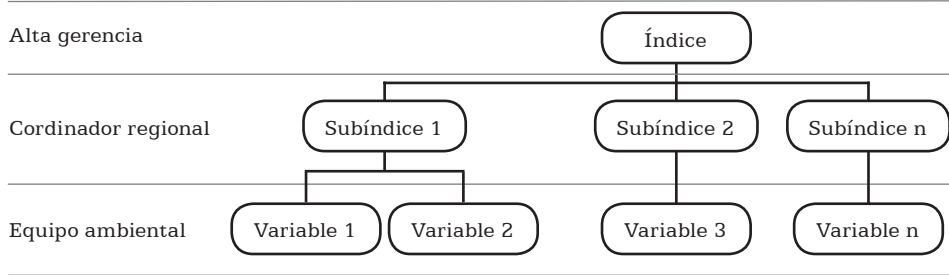 Alta gerencia
Índice
Cordinador regional
Subíndice 1
Subíndice 2
Subíndice n
Equipo ambiental
Variable 1
Variable 2
Variable 3
Variable n